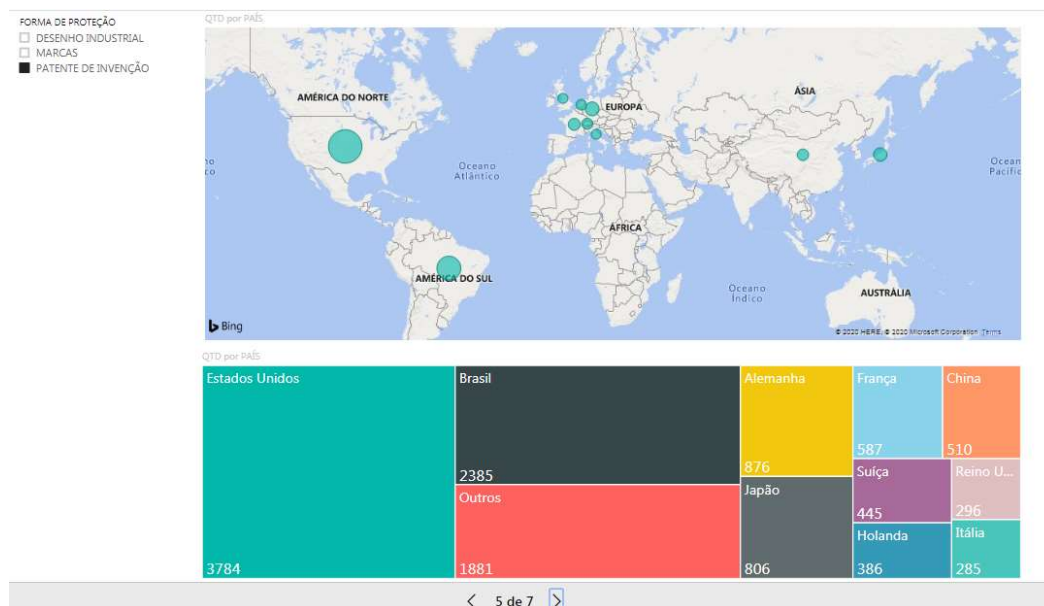 FORMA DE PROTEÇÃO
DESENHO INDUSTRIAL
MARCAS
PATENTE DE INVENÇÃO
QTD por PAÍS
AMÉRICA DO NORTE
EUROPA
ÁSIA
Oceano
Atlântico
Ocean
Pacífic
ÁFRICA
AMÉRICA DO SUL
Oceano
Índico
AUSTRÁLIA
Bing
© 2020 HERE, © 2020 Microsoft Corporation Terms
QTD por PAÍS
Estados Unidos
3784
Brasil
2385
Outros
1881
Alemanha
876
Japão
806
França
587
China
510
Suíça
445
Reino U...
296
Holanda
386
Itália
285
5 de 7